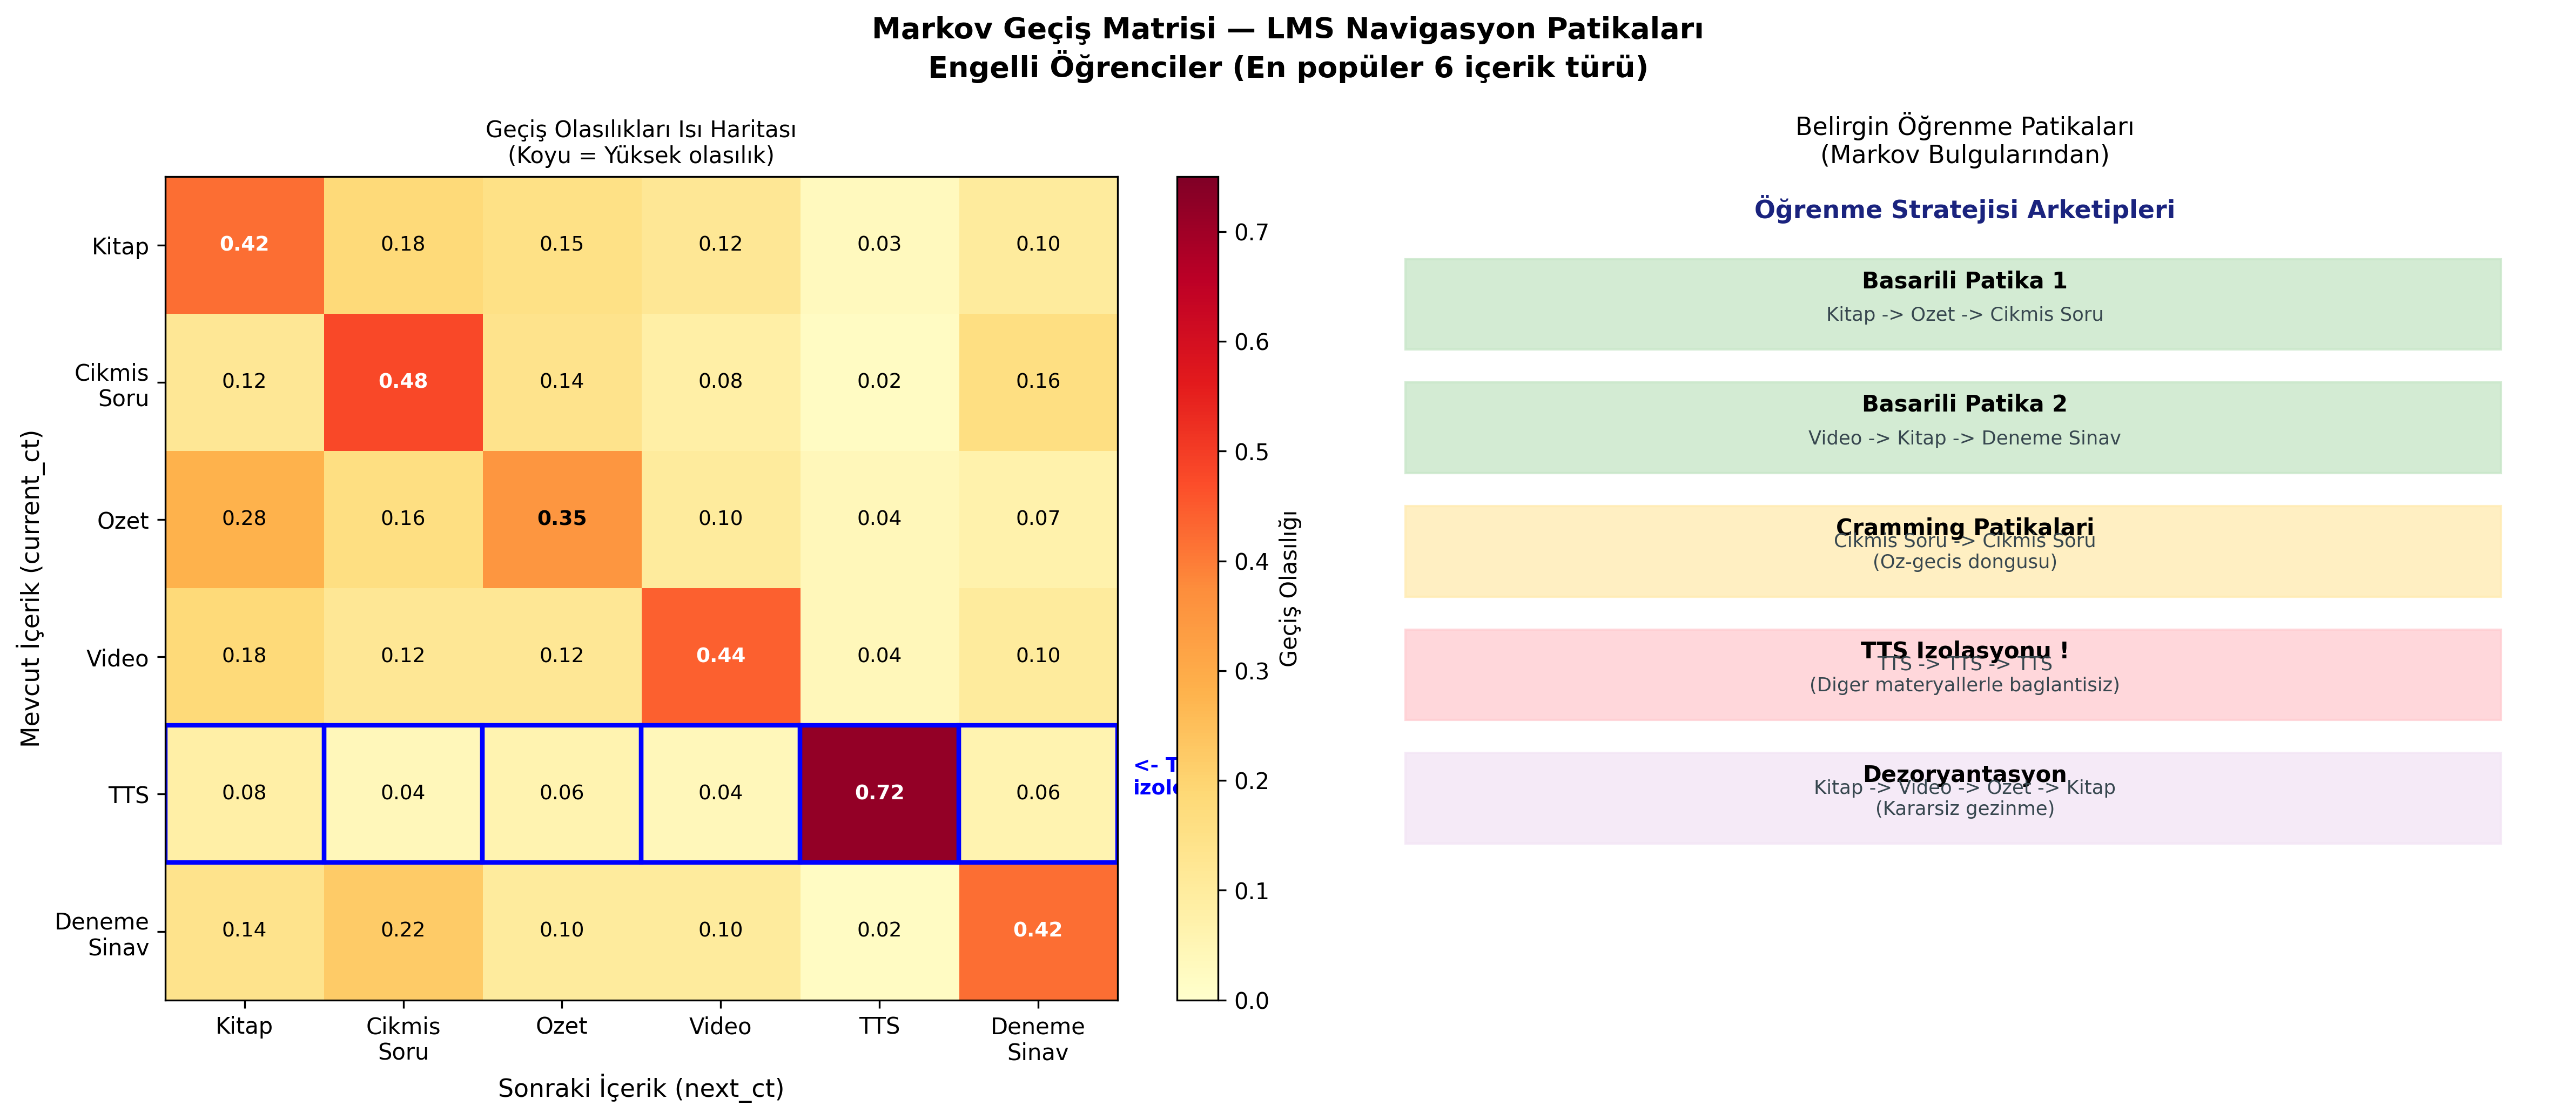 Markov Geçiş Matrisi — LMS Navigasyon Patikaları
Engelli Öğrenciler (En popüler 6 içerik türü)
Geçiş Olasılıkları Isı Haritası
(Koyu = Yüksek olasılık)
Mevcut İçerik (current_ct)
Kitap 0.42 0.18 0.15 0.12 0.03 0.10
Cikmis
Soru
0.12 0.48 0.14 0.08 0.02 0.16
Ozet 0.28 0.16 0.35 0.10 0.04 0.07
Video 0.18 0.12 0.12 0.44 0.04 0.10
TTS 0.08 0.04 0.06 0.04 0.72 0.06
Deneme
Sinav
0.14 0.22 0.10 0.10 0.02 0.42
Kitap
Cikmis
Soru
Ozet
Video
TTS
Deneme
Sinav
Sonraki İçerik (next_ct)
<-
0.7
0.6
0.5
0.4
0.3
0.2
0.1
0.0
Geçiş Olasılığı
Belirgin Öğrenme Patikaları
(Markov Bulgularından)
Öğrenme Stratejisi Arketipleri
Basarili Patika 1
Kitap -> Ozet -> Cikmis Soru
Basarili Patika 2
Video -> Kitap -> Deneme Sinav
Cramming Patikalari
Cikmis Soru -> Cikmis Soru
(Oz-gecis dongusu)
TTS Izolasyonu !
TTS -> TTS -> TTS
(Diger materyallerle baglantisiz)
Dezoryantasyon
Kitap -> Video -> Ozet -> Kitap
(Kararsiz gezinme)